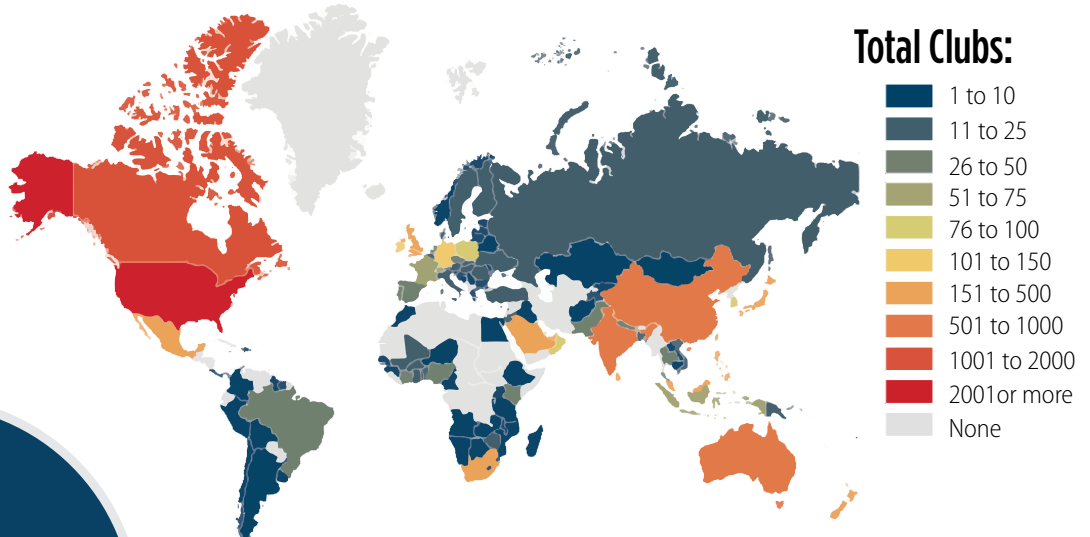 Total Clubs:
1 to 10
11 to 25
26 to 50
51 to 75
76 to 100
101 to 150
151 to 500
501 to 1000
1001 to 2000
2001or more
None